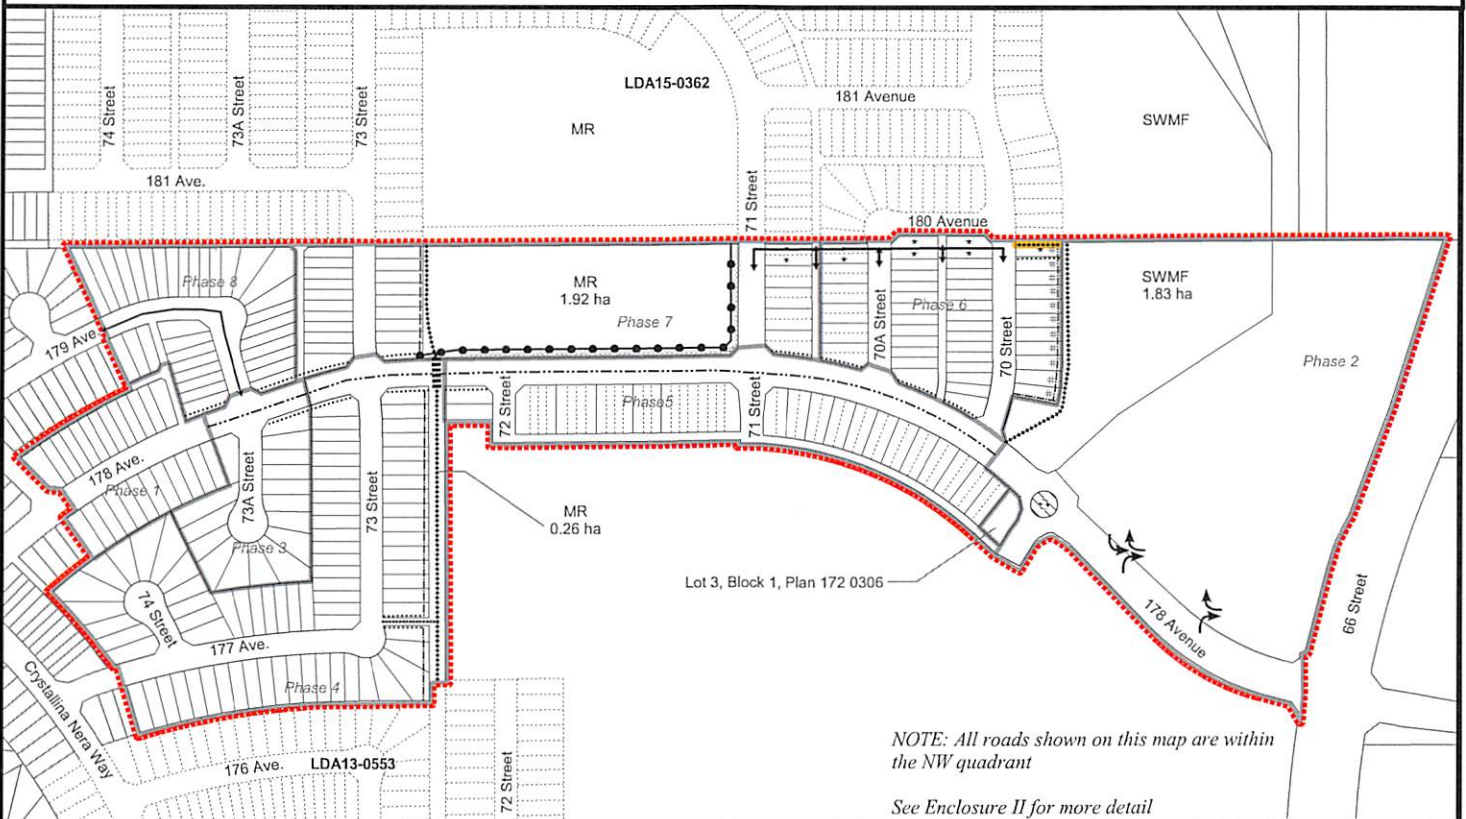 LDA15-0362
181 Avenue
74 Street
73A Street
73 Street
MR
SWMF
181 Ave.
71 Street
180 Avenue
Phase 8
MR
1.92 ha
Phase 7
SWMF
1.83 ha
Phase 6
70A Street
70 Street
179 Ave.
Phase 2
72 Street
Phase5
71 Street
178 Ave.
Phase 1
73A Street
73 Street
MR
0.26 ha
Phase 3
Lot 3, Block 1, Plan 172 0306
74 Street
178 Avenue
66 Street
177 Ave.
Phase 4
Crystallina Nera Way
176 Ave.
LDA13-0553
72 Street
NOTE: All roads shown on this map are within
the NW quadrant
See Enclosure II for more detail